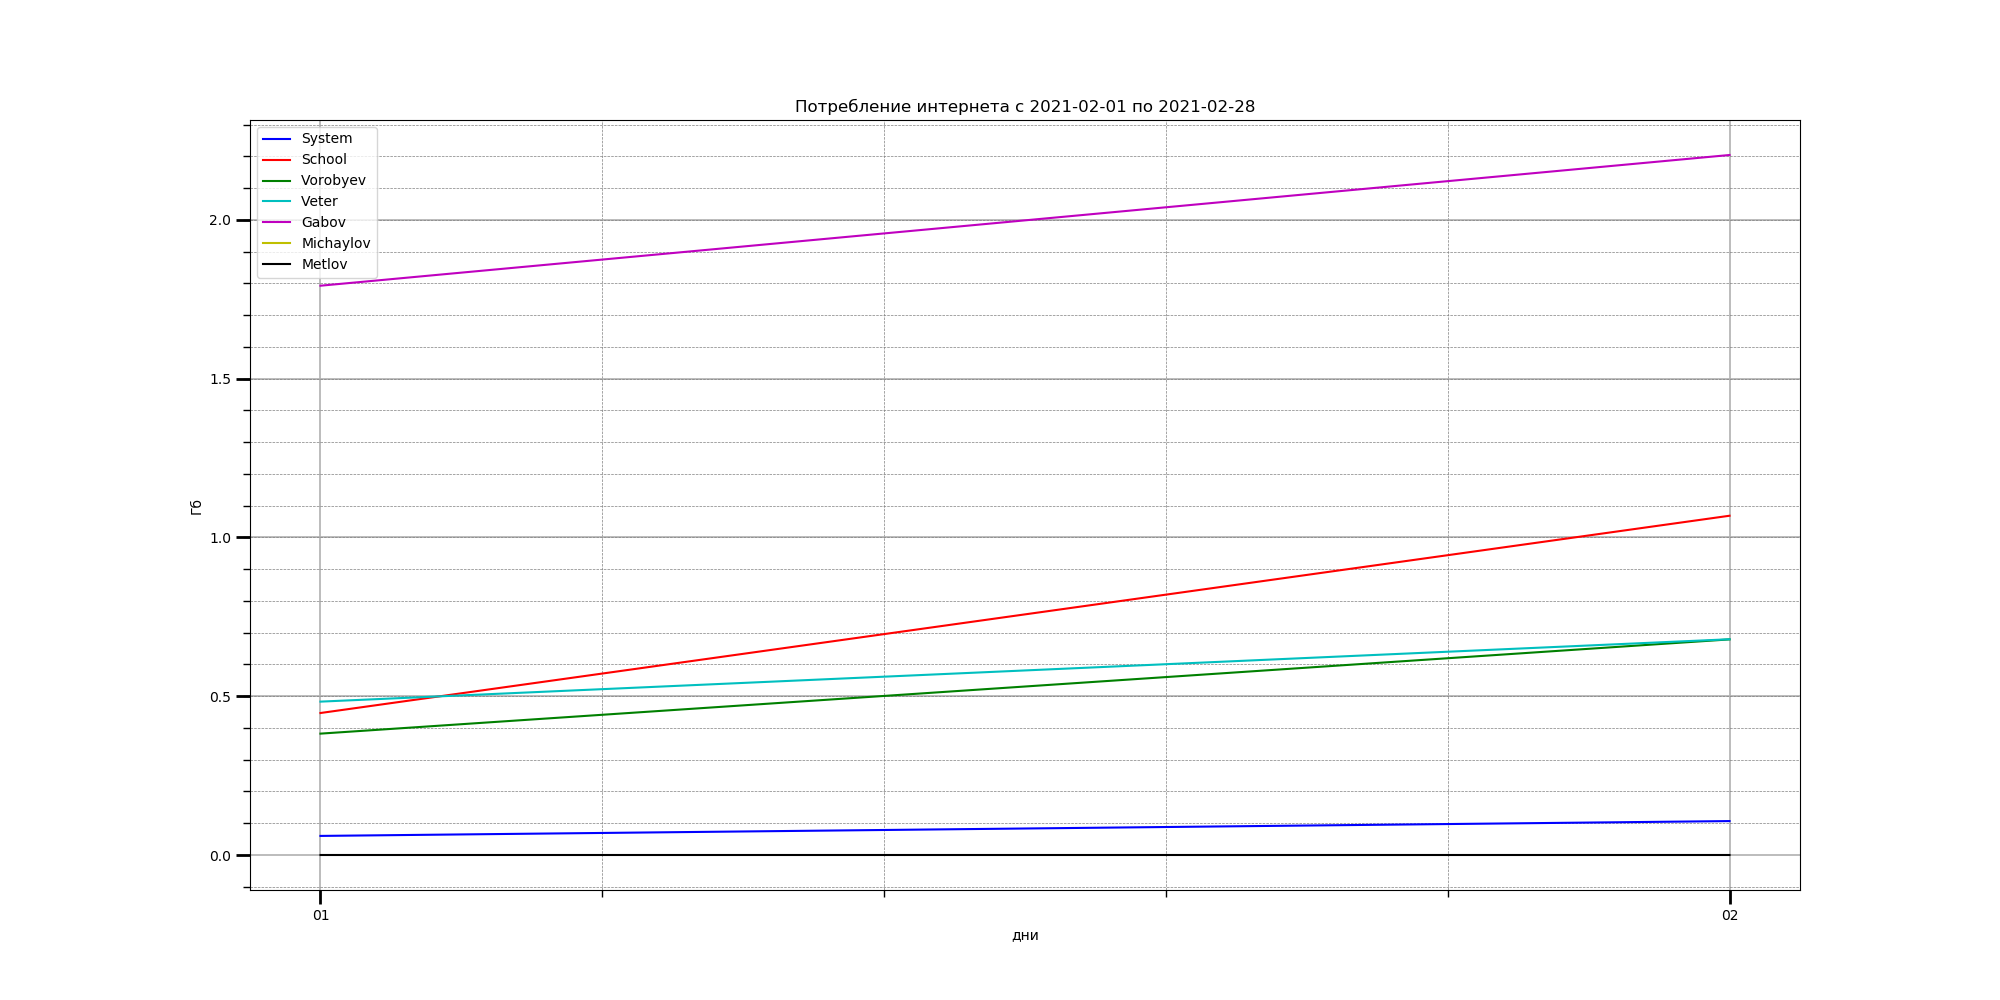 Потребление интернета с 2021-02-01 по 2021-02-28
System
School
Vorobyev
Veter
Gabov
Michaylov
Metlov
2.0
1.5
1.0
0.5
0.0
Гб
01
02
дни